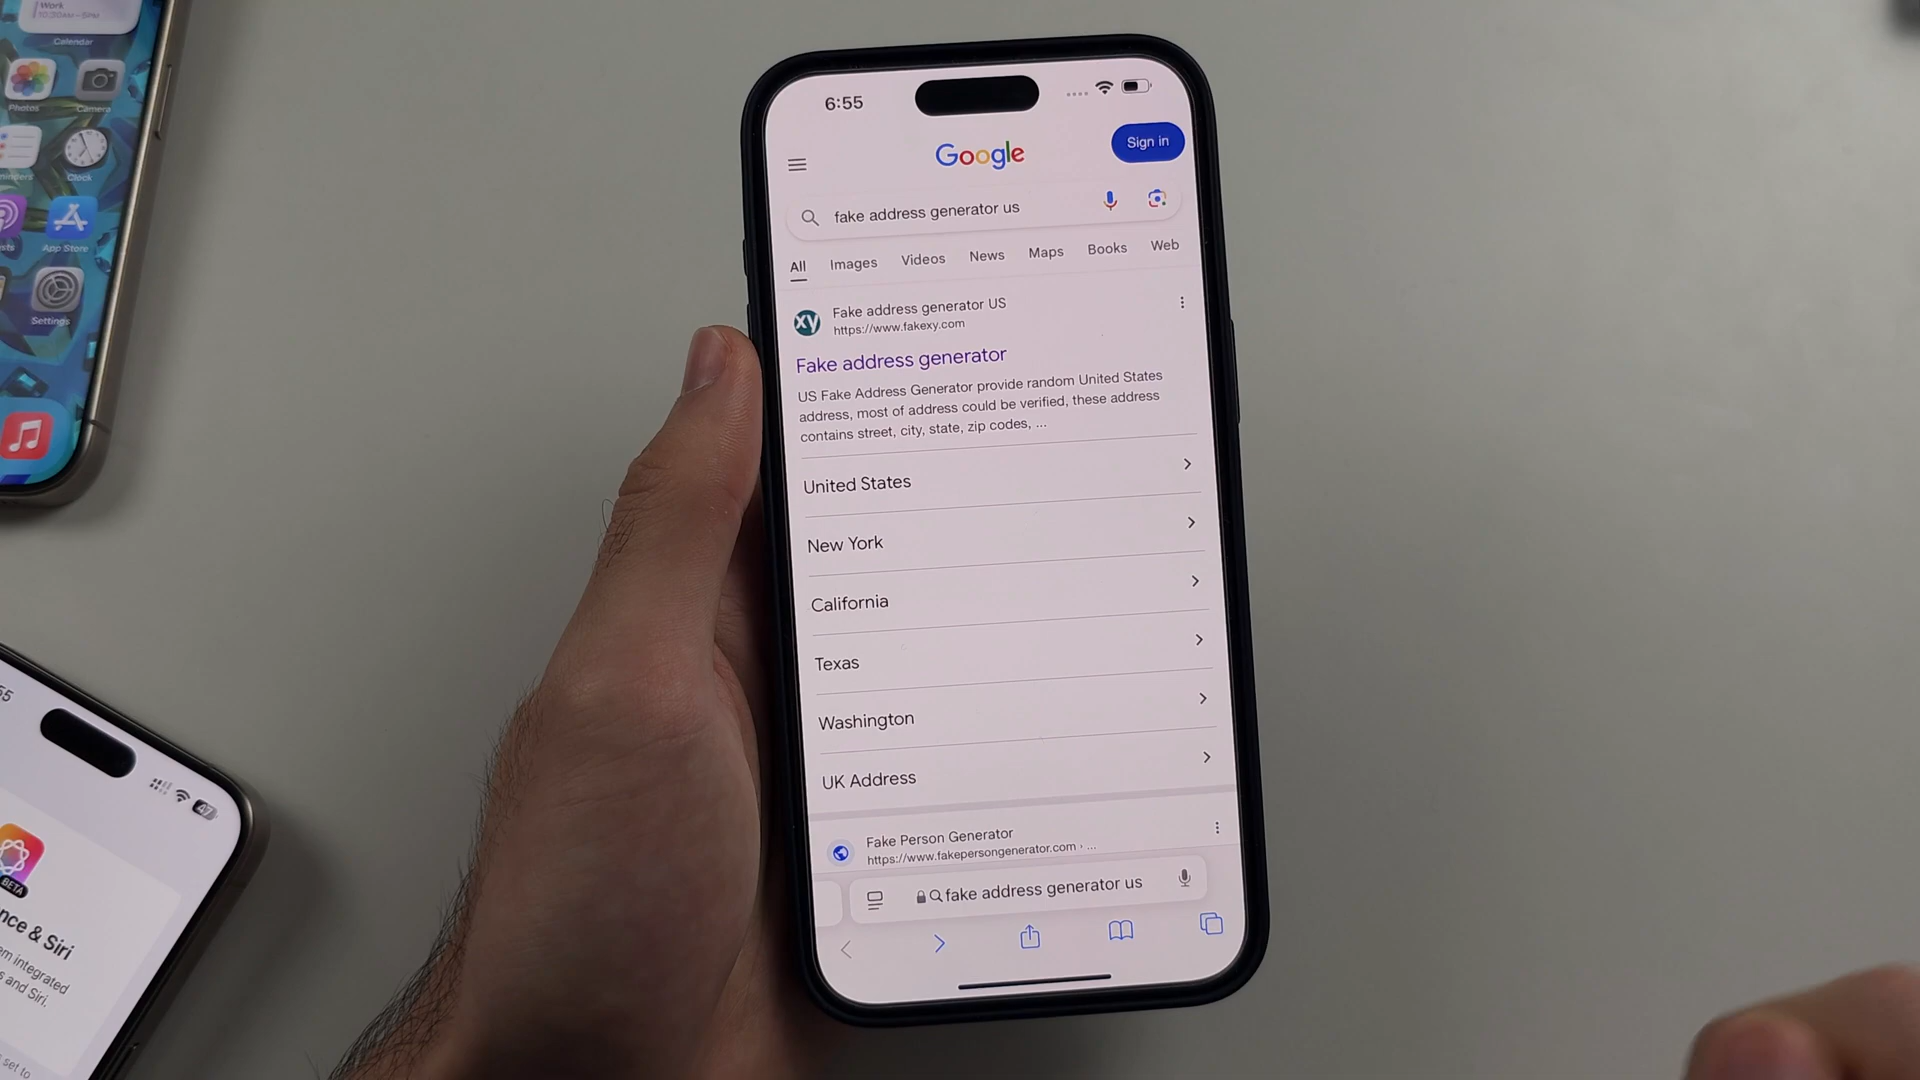 Work
10:30AM–5PM
Calendar
Photos
Camera
Clock
App Store
Settings
6:55
Google
Sign in
fake address generator us
All
Images
Videos
News
Maps
Books
Web
xy
Fake address generator US
https://www.fakexy.com
Fake address generator
US Fake Address Generator provide random United States
address, most of address could be verified, these address
contains street, city, state, zip codes, ...
United States
New York
California
Texas
Washington
UK Address
Fake Person Generator
https://www.fakepersongenerator.com › ...
fake address generator us
47
BETA
nce & Siri
em integrated
s and Siri.
set to